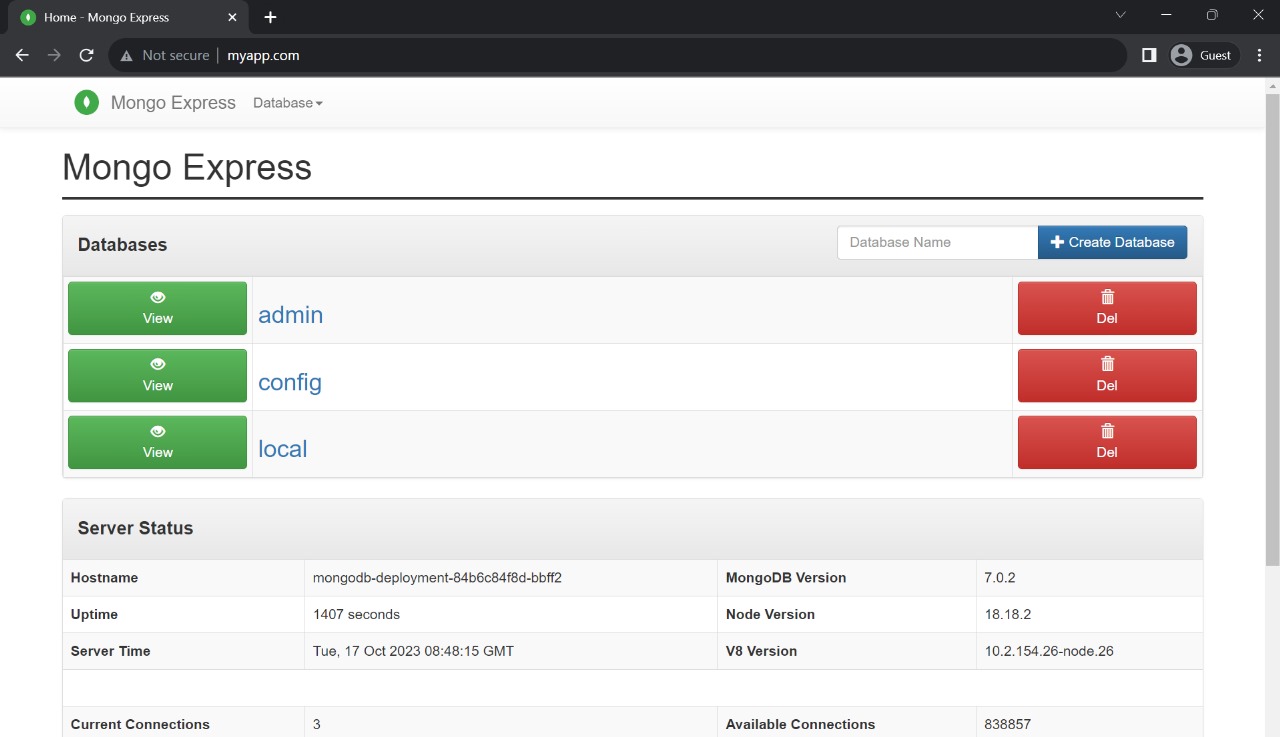 Home - Mongo Express
Not secure | myapp.com
Guest
Mongo Express Database
Mongo Express
Databases
Database Name
Create Database
View admin Del
View config Del
View local Del
Server Status
Hostname mongodb-deployment-84b6c84f8d-bbff2 MongoDB Version 7.0.2
Uptime 1407 seconds Node Version 18.18.2
Server Time Tue, 17 Oct 2023 08:48:15 GMT V8 Version 10.2.154.26-node.26
Current Connections 3 Available Connections 838857